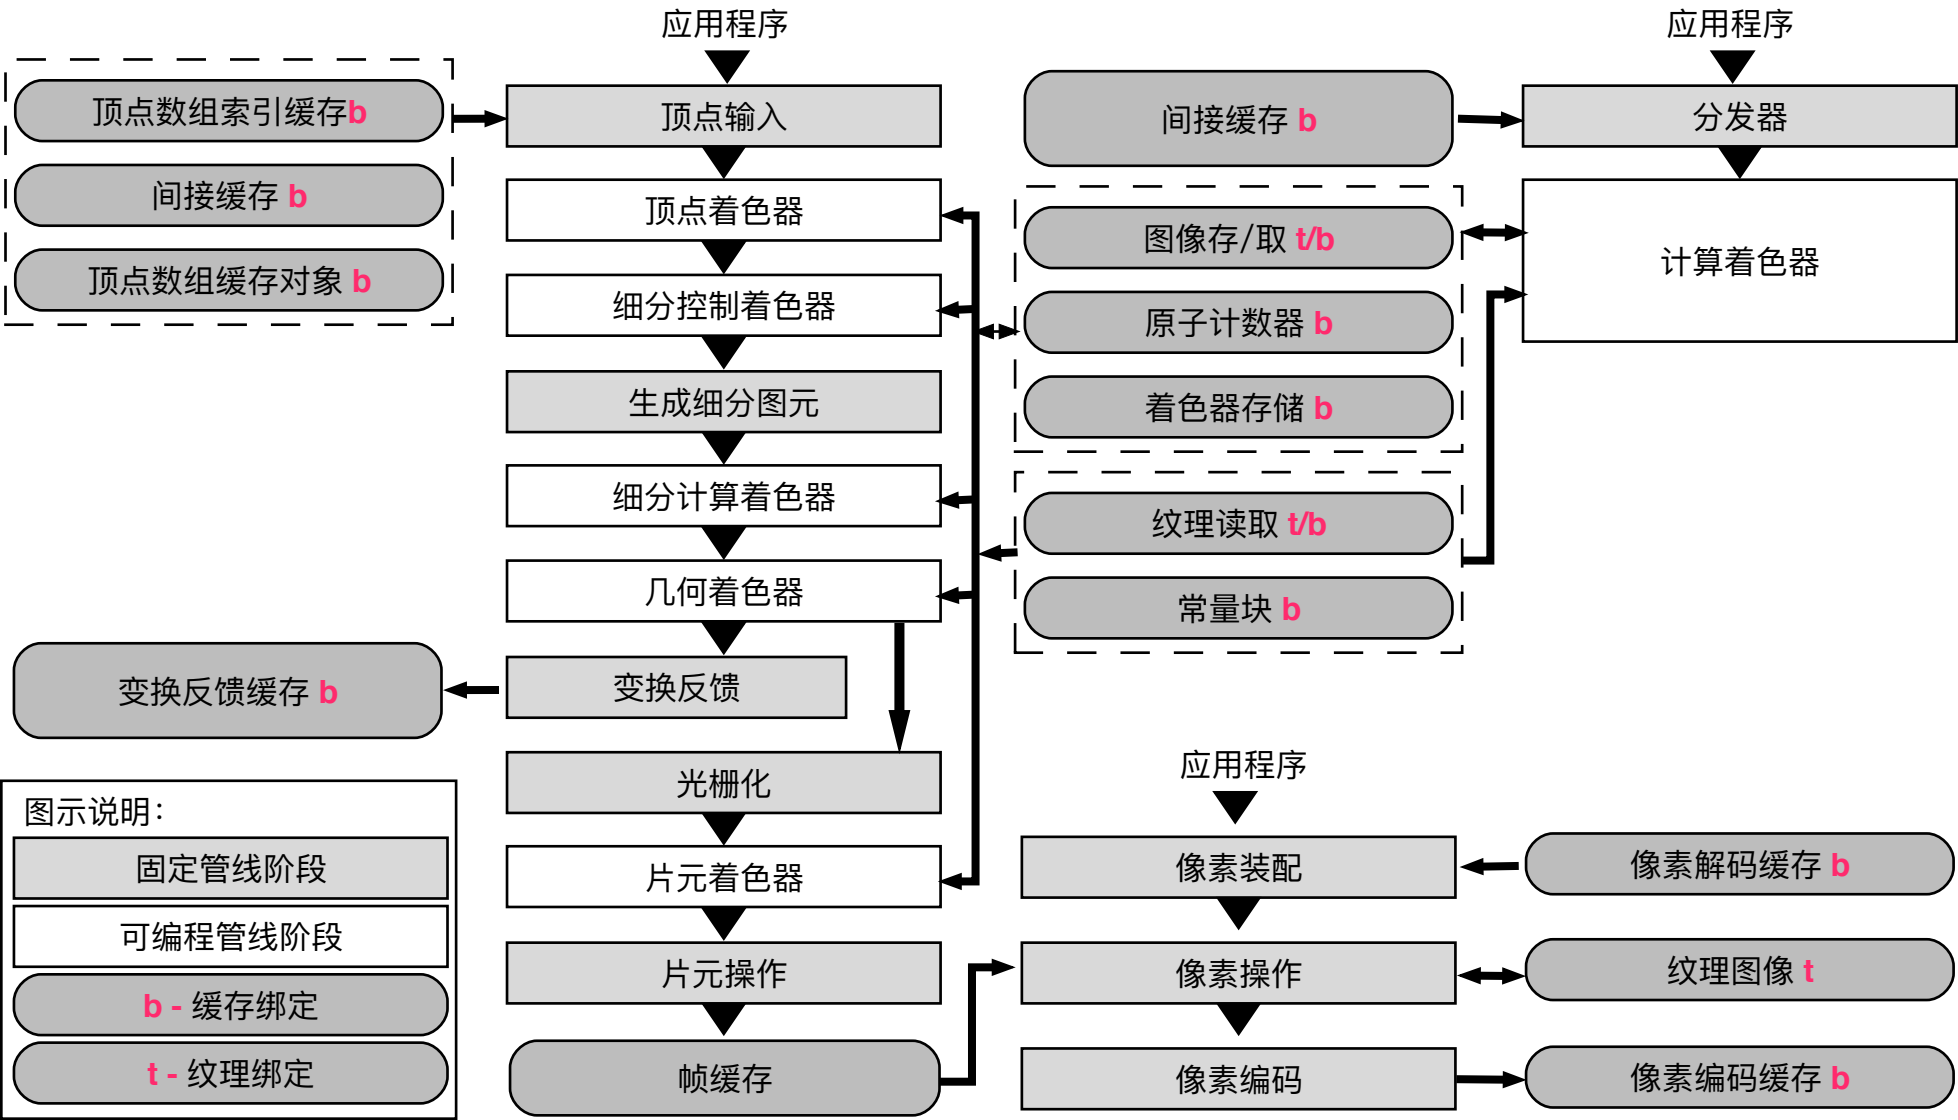 应用程序
顶点数组索引缓存b
间接缓存 b
顶点数组缓存对象 b
顶点输入
顶点着色器
细分控制着色器
生成细分图元
细分计算着色器
几何着色器
变换反馈
变换反馈缓存 b
光栅化
片元着色器
片元操作
帧缓存
应用程序
间接缓存 b
分发器
图像存/取 t/b
原子计数器 b
着色器存储 b
计算着色器
纹理读取 t/b
常量块 b
应用程序
像素装配
像素解码缓存 b
像素操作
纹理图像 t
像素编码
像素编码缓存 b
图示说明：
固定管线阶段
可编程管线阶段
b - 缓存绑定
t - 纹理绑定